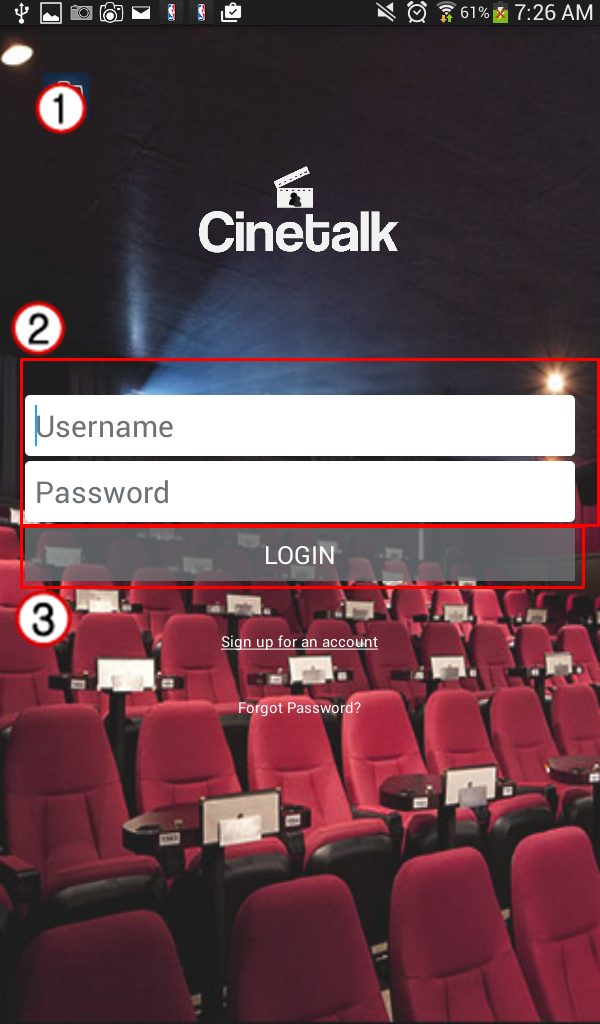 61% 7:26 AM
1
Cinetalk
2
Username
Password
LOGIN
3
Sign up for an account
Forgot Password?